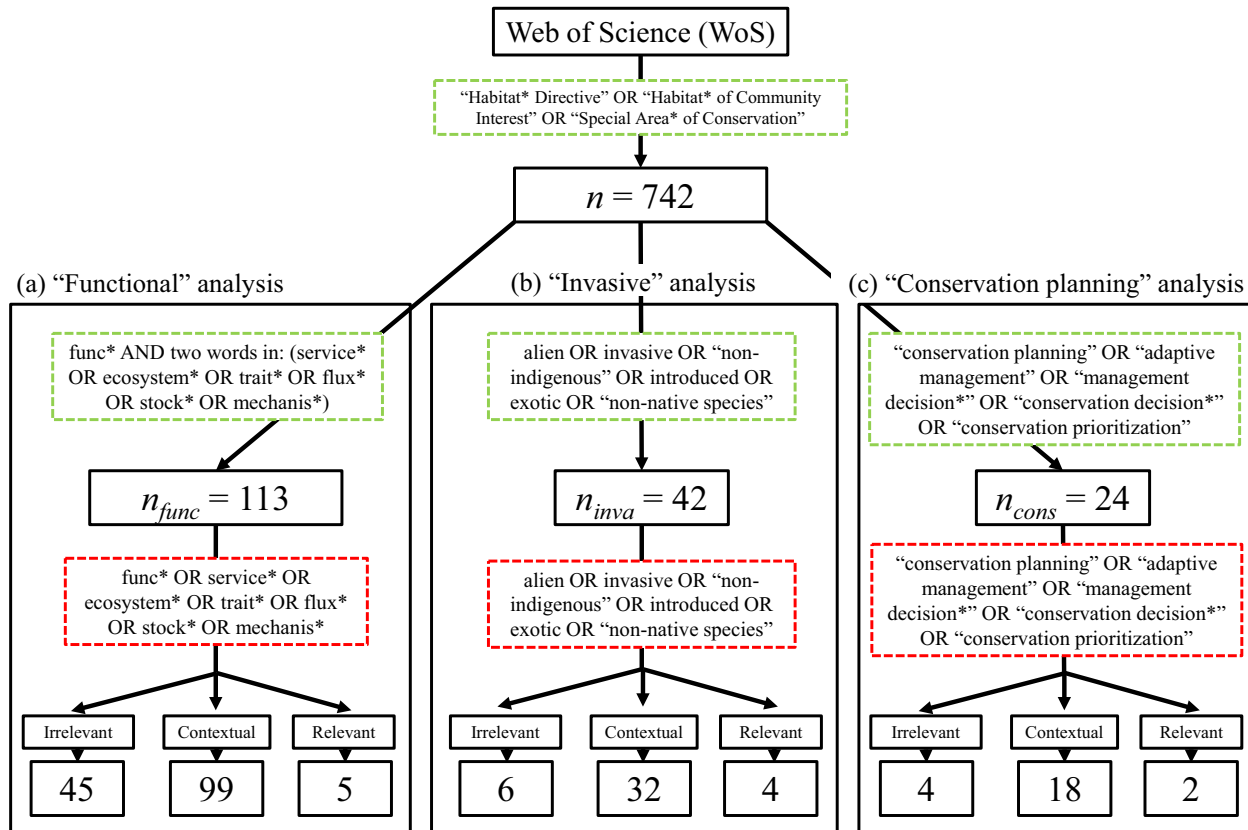 Web of Science (WoS)
“Habitat* Directive” OR “Habitat* of Community
Interest” OR “Special Area* of Conservation”
n = 742
(a) “Functional” analysis
func* AND two words in: (service*
OR ecosystem* OR trait* OR flux*
OR stock* OR mechanis*)
n_func = 113
func* OR service* OR
ecosystem* OR trait* OR flux*
OR stock* OR mechanis*
Irrelevant
Contextual
Relevant
45
99
5
(b) “Invasive” analysis
alien OR invasive OR “non-
indigenous” OR introduced OR
exotic OR “non-native species”
n_inva = 42
alien OR invasive OR “non-
indigenous” OR introduced OR
exotic OR “non-native species”
Irrelevant
Contextual
Relevant
6
32
4
(c) “Conservation planning” analysis
“conservation planning” OR “adaptive
management” OR “management
decision*” OR “conservation decision*”
OR “conservation prioritization”
n_cons = 24
“conservation planning” OR “adaptive
management” OR “management
decision*” OR “conservation decision*”
OR “conservation prioritization”
Irrelevant
Contextual
Relevant
4
18
2